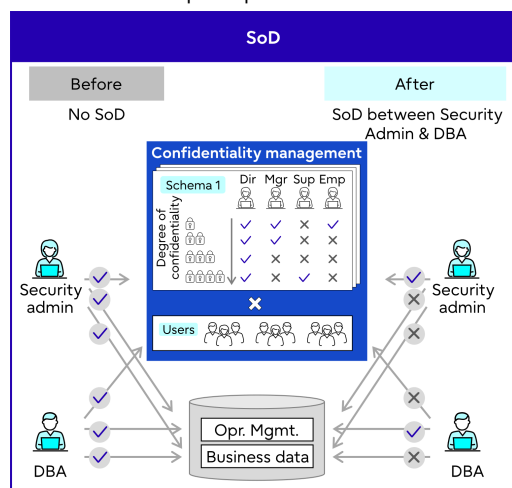 SoD
Before
No SoD
After
SoD between Security
Admin & DBA
Confidentiality management
Schema 1
Dir Mgr Sup Emp
Degree of
confidentiality
Users
Security
admin
Security
admin
Opr. Mgmt.
Business data
DBA
DBA